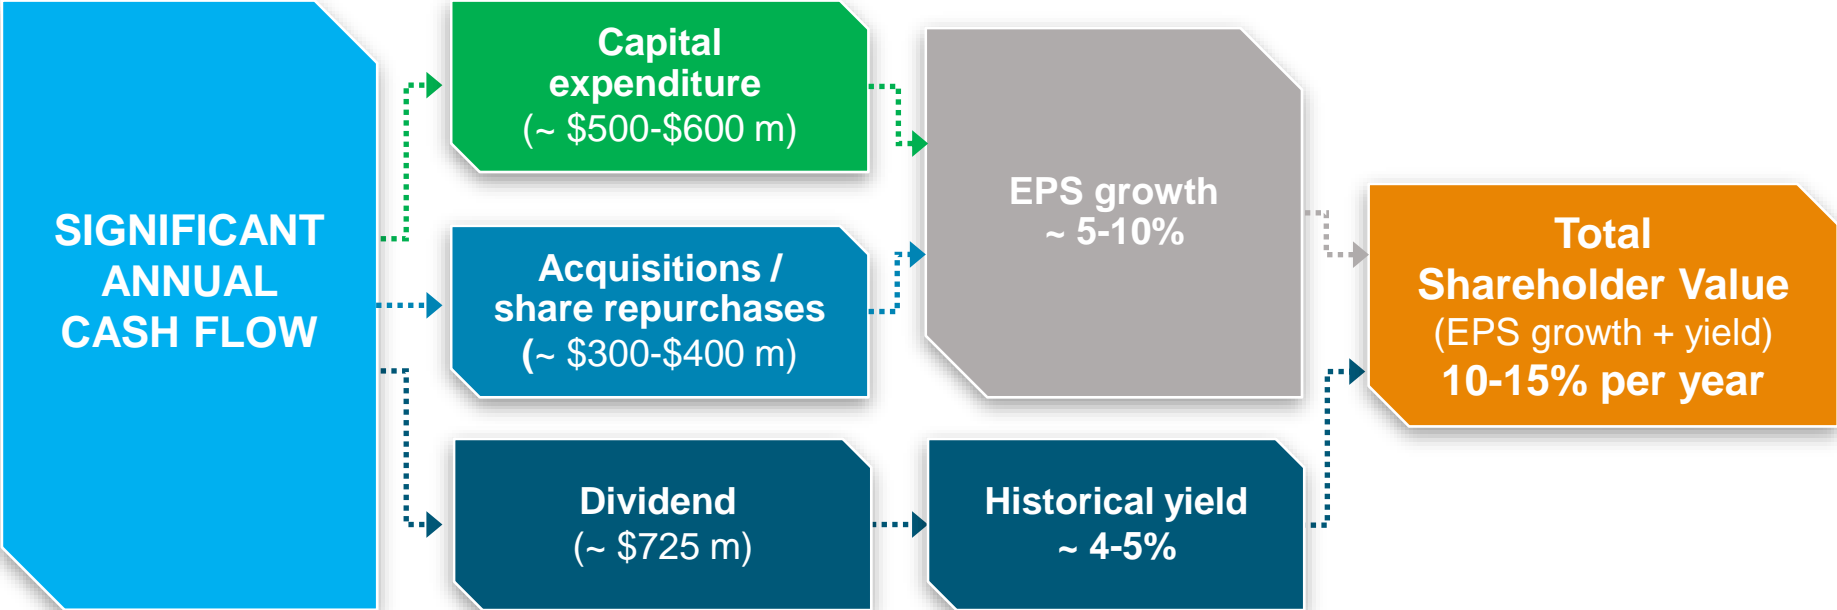 SIGNIFICANT
ANNUAL
CASH FLOW
Capital
expenditure
(~ $500-$600 m)
Acquisitions /
share repurchases
(~ $300-$400 m)
Dividend
(~ $725 m)
EPS growth
~ 5-10%
Historical yield
~ 4-5%
Total
Shareholder Value
(EPS growth + yield)
10-15% per year